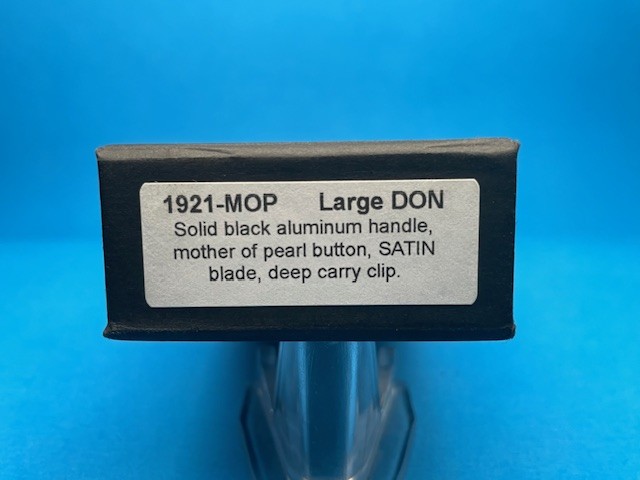 1921-MOP Large DON
Solid black aluminum handle,
mother of pearl button, SATIN
blade, deep carry clip.